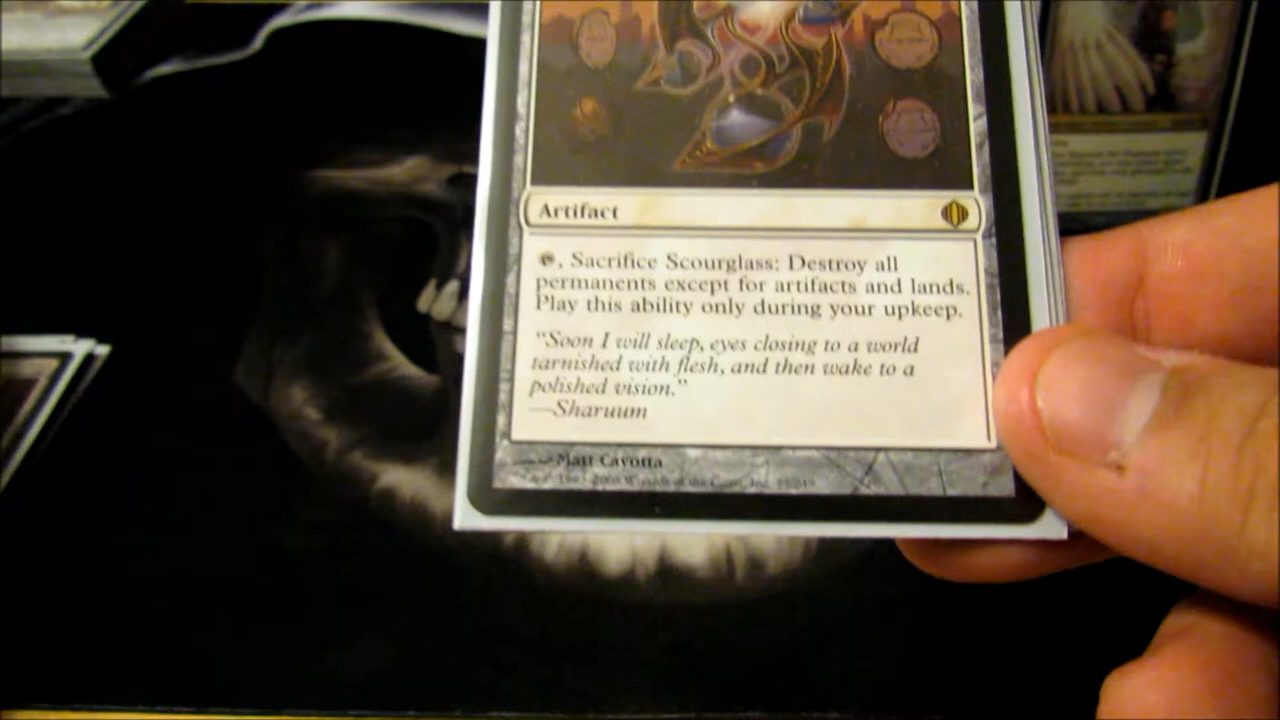 Artifact
, Sacrifice Scourglass: Destroy all
permanents except for artifacts and lands.
Play this ability only during your upkeep.
"Soon I will sleep, eyes closing to a world
tarnished with flesh, and then wake to a
polished vision."
—Sharuum
Matt Cavotta